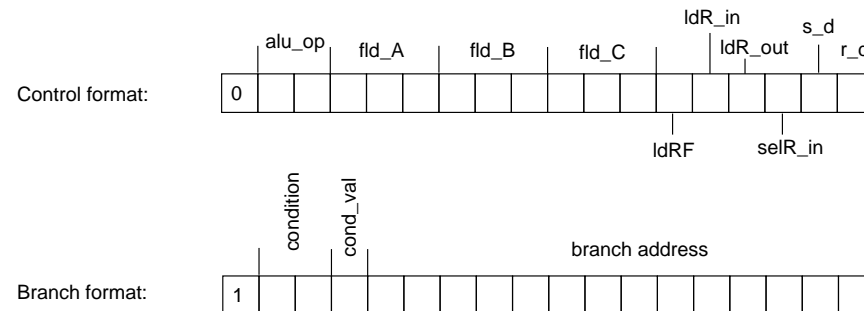 ldR_in
s_d
alu_op fld_A fld_B fld_C ldR_out
Control format: 0
ldRF selR_in
condition
cond_val
branch address
Branch format: 1